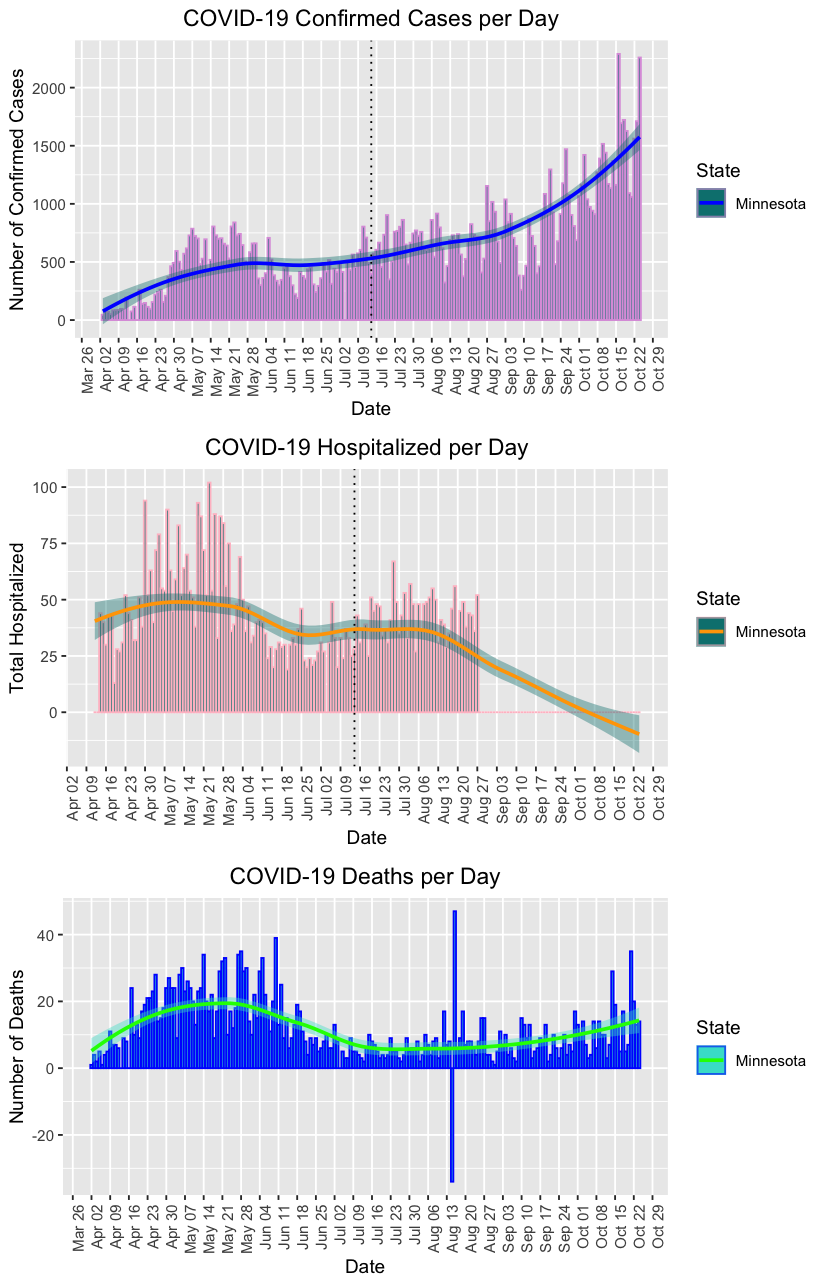 COVID-19 Confirmed Cases per Day
Number of Confirmed Cases
2000
1500
1000
500
0
Mar 26
Apr 02
Apr 09
Apr 16
Apr 23
Apr 30
May 07
May 14
May 21
May 28
Jun 04
Jun 11
Jun 18
Jun 25
Jul 02
Jul 09
Jul 16
Jul 23
Jul 30
Aug 06
Aug 13
Aug 20
Aug 27
Sep 03
Sep 10
Sep 17
Sep 24
Oct 01
Oct 08
Oct 15
Oct 22
Oct 29
Date
State
Minnesota
COVID-19 Hospitalized per Day
Total Hospitalized
100
75
50
25
0
Apr 02
Apr 09
Apr 16
Apr 23
Apr 30
May 07
May 14
May 21
May 28
Jun 04
Jun 11
Jun 18
Jun 25
Jul 02
Jul 09
Jul 16
Jul 23
Jul 30
Aug 06
Aug 13
Aug 20
Aug 27
Sep 03
Sep 10
Sep 17
Sep 24
Oct 01
Oct 08
Oct 15
Oct 22
Oct 29
Date
State
Minnesota
COVID-19 Deaths per Day
Number of Deaths
40
20
0
-20
Mar 26
Apr 02
Apr 09
Apr 16
Apr 23
Apr 30
May 07
May 14
May 21
May 28
Jun 04
Jun 11
Jun 18
Jun 25
Jul 02
Jul 09
Jul 16
Jul 23
Jul 30
Aug 06
Aug 13
Aug 20
Aug 27
Sep 03
Sep 10
Sep 17
Sep 24
Oct 01
Oct 08
Oct 15
Oct 22
Oct 29
Date
State
Minnesota